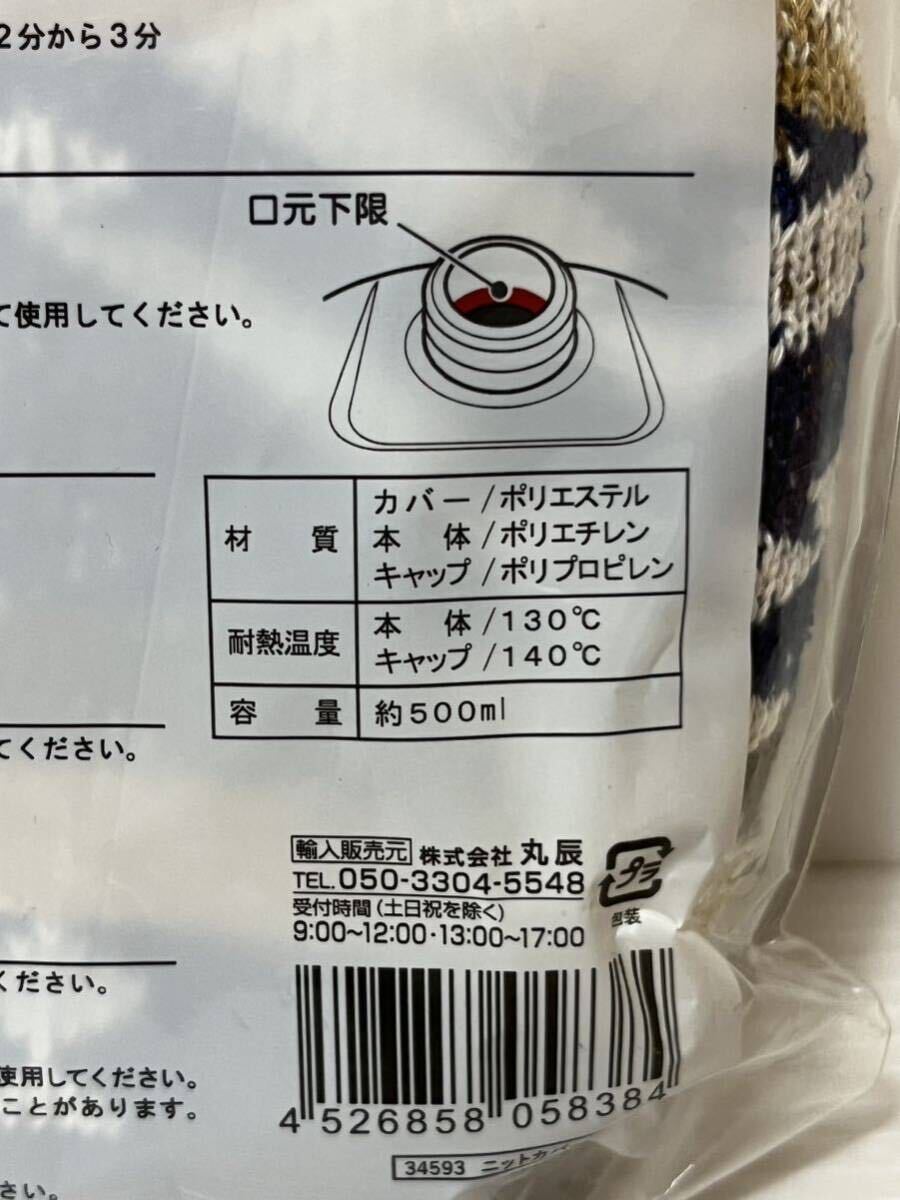 2分から3分
口元下限
て使用してください。
材 質
カバー/ポリエステル
本 体/ポリエチレン
キャップ/ポリプロピレン
耐熱温度
本 体/130℃
キャップ/140℃
容 量
約500ml
てください。
輸入販売元 株式会社 丸辰
TEL.050-3304-5548
受付時間(土日祝を除く)
9:00~12:00・13:00~17:00
プラ
包装
ください。
使用してください。
ことがあります。
4 526858 058384
34593 ニットカバ
さい。